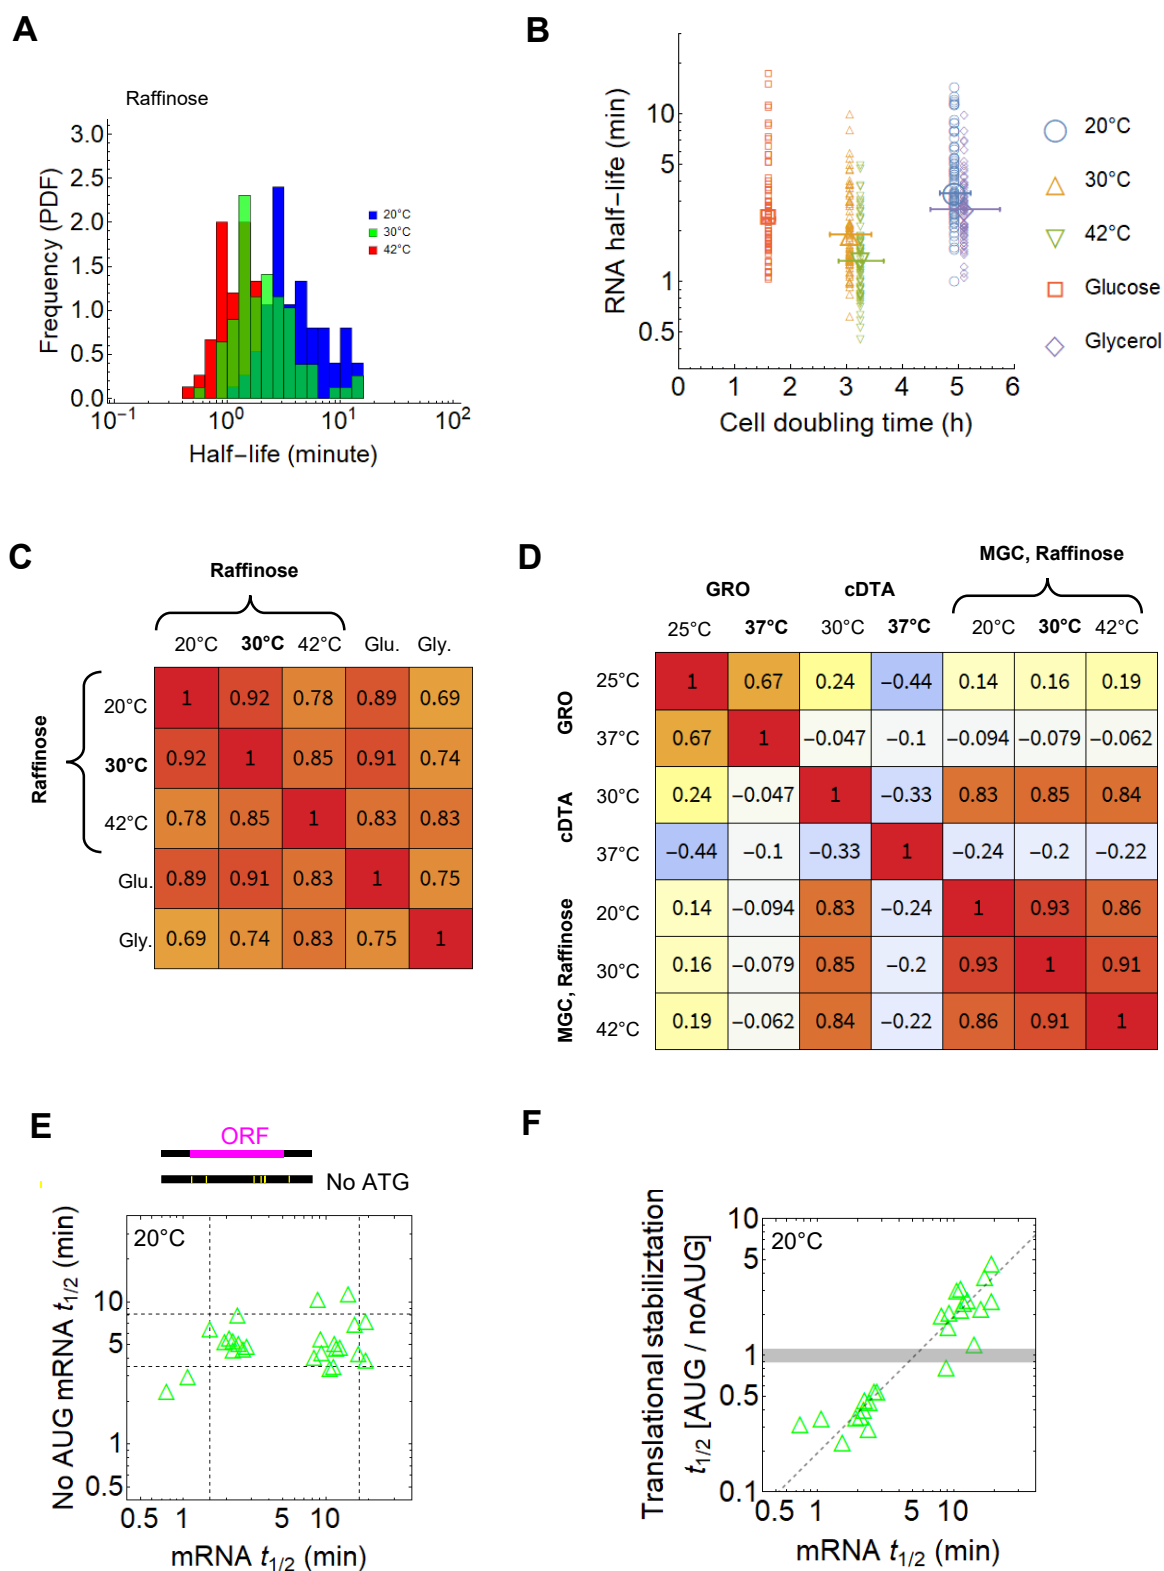 A
Raffinose
3.0
2.5
2.0
1.5
1.0
0.5
0.0
Frequency (PDF)
20°C
30°C
42°C
10⁻¹
10⁰
10¹
10²
Half−life (minute)
B
10
5
1
0.5
RNA half−life (min)
0 1 2 3 4 5 6
Cell doubling time (h)
20°C
30°C
42°C
Glucose
Glycerol
C
Raffinose
20°C 30°C 42°C Glu. Gly.
Raffinose
20°C 1 0.92 0.78 0.89 0.69
30°C 0.92 1 0.85 0.91 0.74
42°C 0.78 0.85 1 0.83 0.83
Glu. 0.89 0.91 0.83 1 0.75
Gly. 0.69 0.74 0.83 0.75 1
D
MGC, Raffinose
GRO cDTA
25°C 37°C 30°C 37°C 20°C 30°C 42°C
GRO
cDTA
MGC, Raffinose
25°C 1 0.67 0.24 −0.44 0.14 0.16 0.19
37°C 0.67 1 −0.047 −0.1 −0.094 −0.079 −0.062
30°C 0.24 −0.047 1 −0.33 0.83 0.85 0.84
37°C −0.44 −0.1 −0.33 1 −0.24 −0.2 −0.22
20°C 0.14 −0.094 0.83 −0.24 1 0.93 0.86
30°C 0.16 −0.079 0.85 −0.2 0.93 1 0.91
42°C 0.19 −0.062 0.84 −0.22 0.86 0.91 1
E
ORF
No ATG
20°C
10
5
1
0.5
No AUG mRNA t1/2 (min)
0.5 1 5 10
mRNA t1/2 (min)
F
20°C
10
5
1
0.5
0.1
Translational stabiliztation
t1/2 [AUG / noAUG]
0.5 1 5 10
mRNA t1/2 (min)